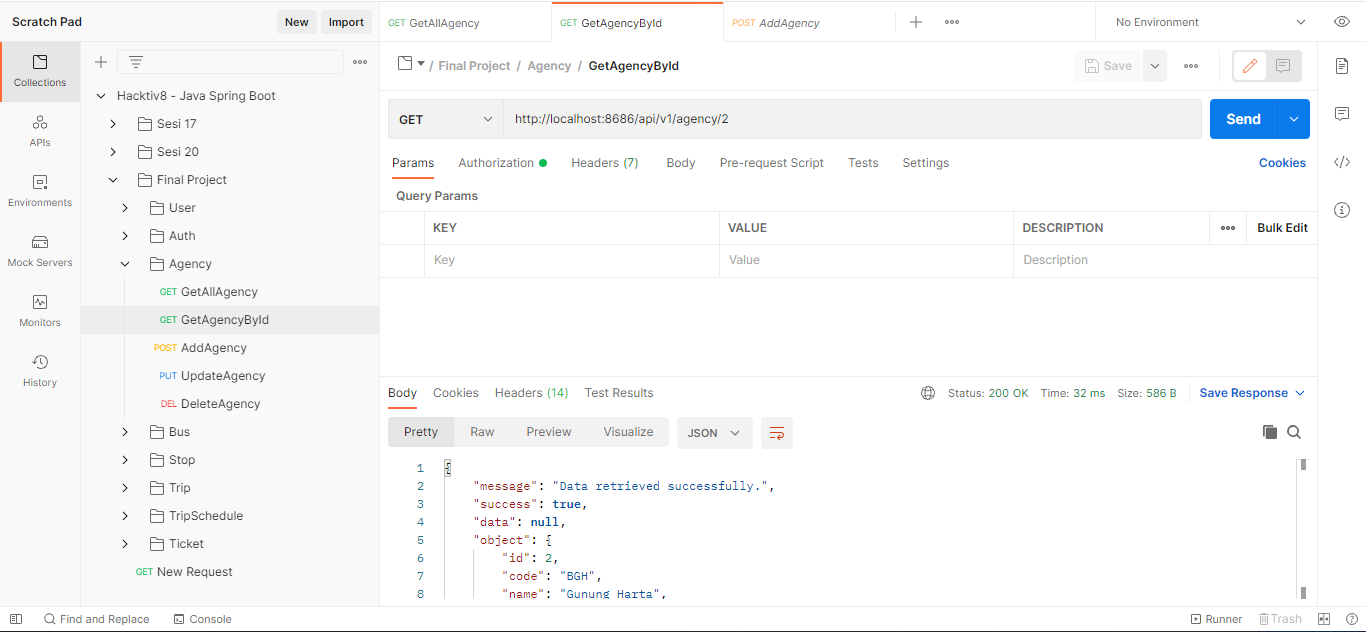 Scratch Pad
New
Import
GET GetAllAgency
GET GetAgencyById
POST AddAgency
No Environment
Collections
APIs
Environments
Mock Servers
Monitors
History
Hacktiv8 - Java Spring Boot
Sesi 17
Sesi 20
Final Project
User
Auth
Agency
GET GetAllAgency
GET GetAgencyById
POST AddAgency
PUT UpdateAgency
DEL DeleteAgency
Bus
Stop
Trip
TripSchedule
Ticket
GET New Request
/ Final Project / Agency / GetAgencyById
Save
GET
http://localhost:8686/api/v1/agency/2
Send
Params
Authorization
Headers (7)
Body
Pre-request Script
Tests
Settings
Cookies
Query Params
KEY
VALUE
DESCRIPTION
Bulk Edit
Key
Value
Description
Body
Cookies
Headers (14)
Test Results
Status: 200 OK
Time: 32 ms
Size: 586 B
Save Response
Pretty
Raw
Preview
Visualize
JSON
1 {
2 "message": "Data retrieved successfully.",
3 "success": true,
4 "data": null,
5 "object": {
6 "id": 2,
7 "code": "BGH",
8 "name": "Gunung Harta",
Find and Replace
Console
Runner
Trash